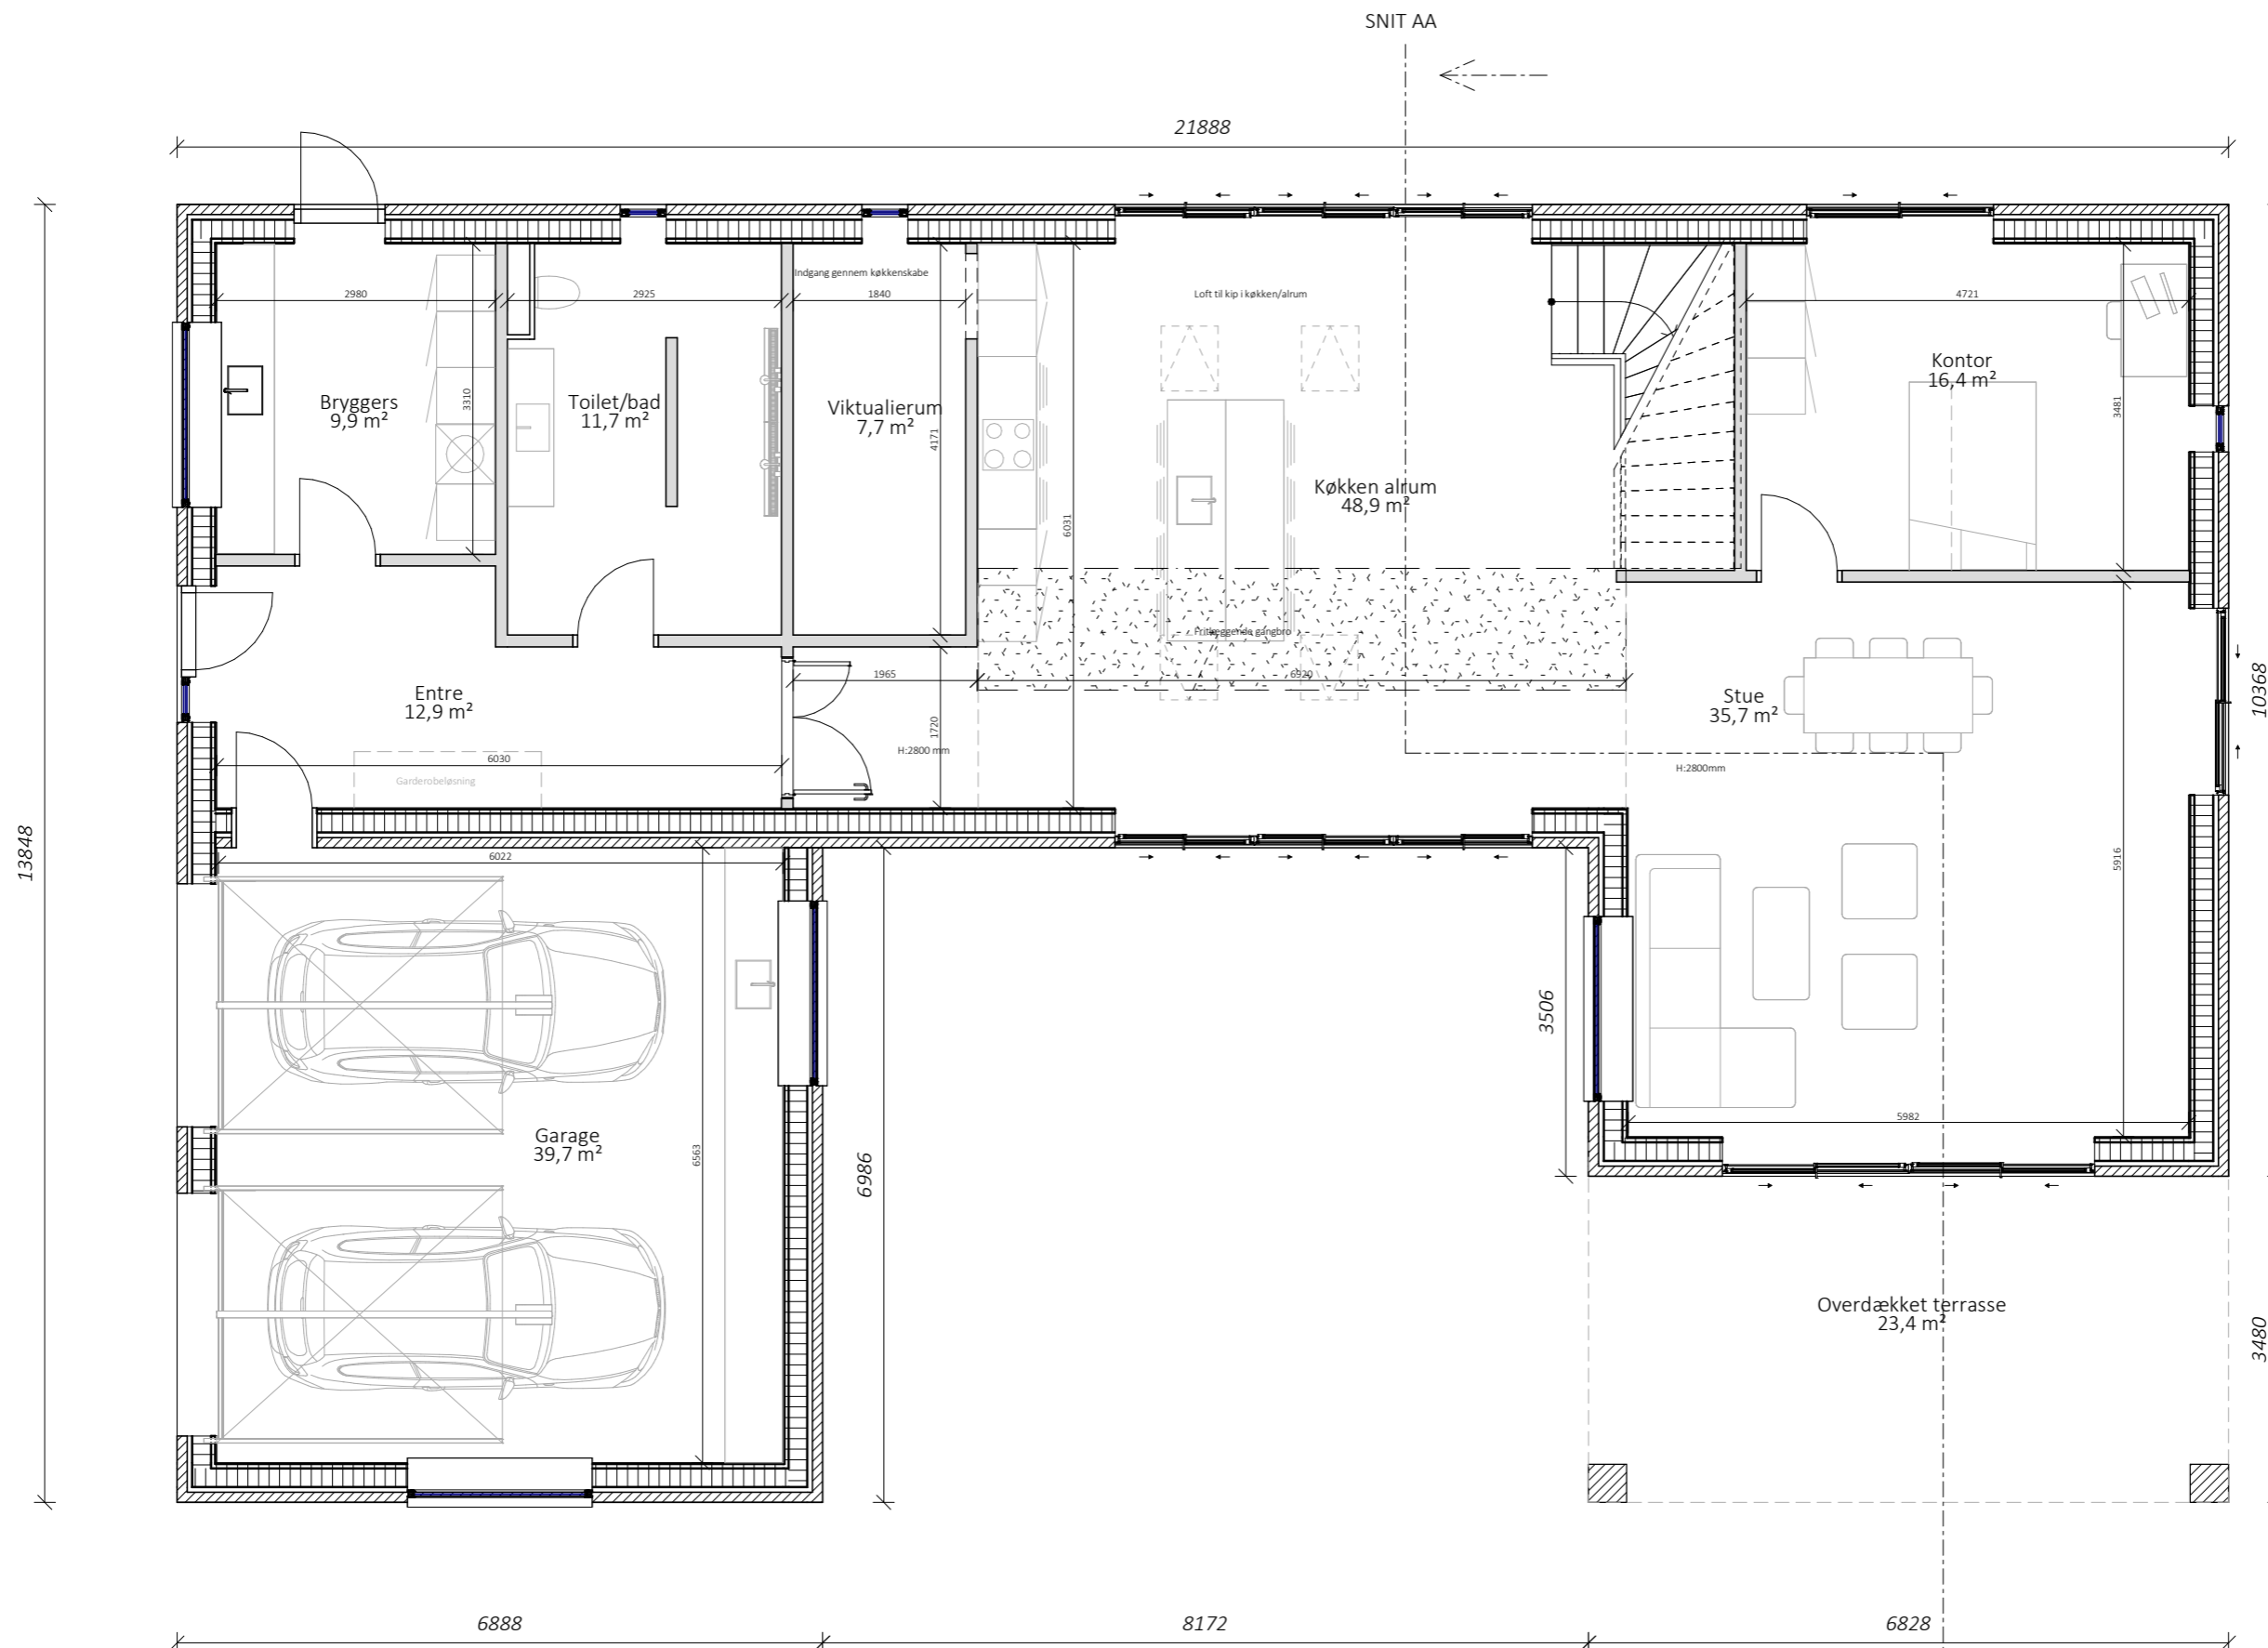 SNIT AA
21888
Indgang gennem køkkenskabe
2980
2925
1840
Loft til kip i køkken/alrum
4721
Bryggers
9,9 m²
3310
Toilet/bad
11,7 m²
Viktualierum
7,7 m²
4171
Kontor
16,4 m²
3481
Køkken alrum
48,9 m²
6031
Fritlæggende gangbro
1965
6920
Entre
12,9 m²
1720
H:2800 mm
6030
Garderobeløsning
Stue
35,7 m²
H:2800mm
10368
13848
6022
5916
3506
5982
Garage
39,7 m²
6563
6986
Overdækket terrasse
23,4 m²
3480
6888
8172
6828